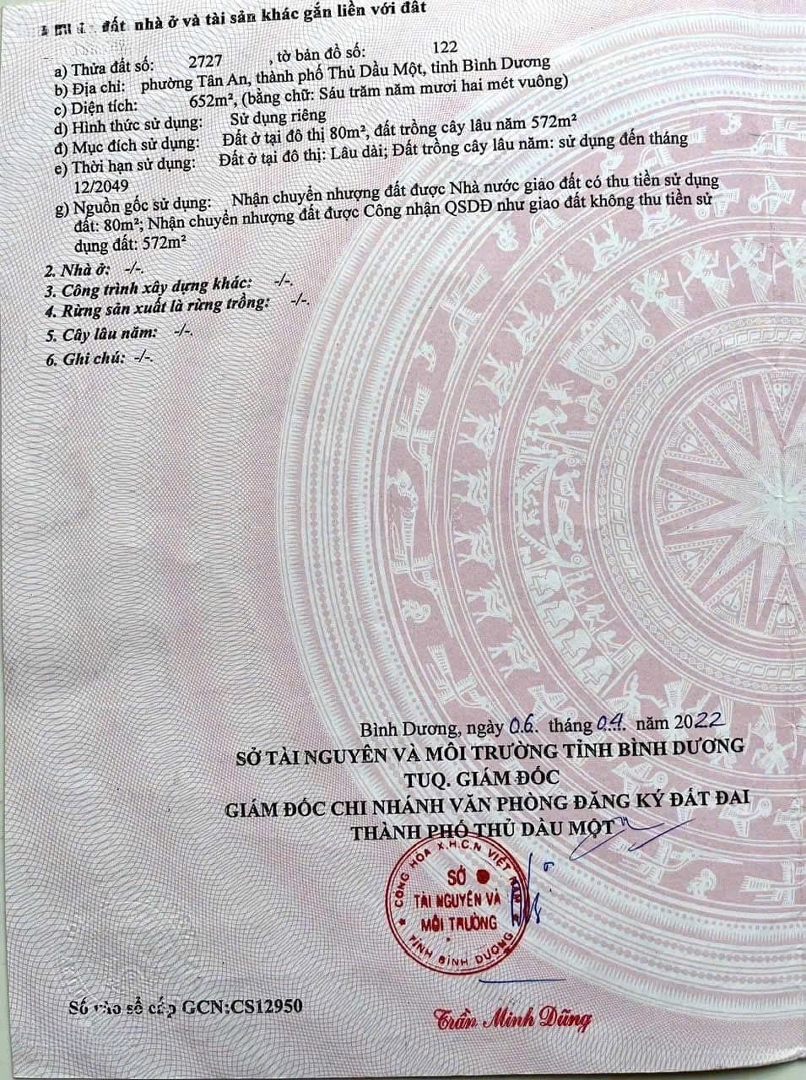 đất nhà ở và tài sản khác gắn liền với đất
a) Thửa đất số: 2727 , tờ bản đồ số: 122
b) Địa chỉ: phường Tân An, thành phố Thủ Dầu Một, tỉnh Bình Dương
c) Diện tích: 652m², (bằng chữ: Sáu trăm năm mươi hai mét vuông)
d) Hình thức sử dụng: Sử dụng riêng
đ) Mục đích sử dụng: Đất ở tại đô thị 80m², đất trồng cây lâu năm 572m²
e) Thời hạn sử dụng: Đất ở tại đô thị: Lâu dài; Đất trồng cây lâu năm: sử dụng đến tháng
12/2049
g) Nguồn gốc sử dụng: Nhận chuyển nhượng đất được Nhà nước giao đất có thu tiền sử dụng
đất: 80m²; Nhận chuyển nhượng đất được Công nhận QSDĐ như giao đất không thu tiền sử
dụng đất: 572m²
2. Nhà ở: -/-.
3. Công trình xây dựng khác: -/-.
4. Rừng sản xuất là rừng trồng: -/-.
5. Cây lâu năm: -/-.
6. Ghi chú: -/-.
Bình Dương, ngày 06. tháng 04. năm 2022
SỞ TÀI NGUYÊN VÀ MÔI TRƯỜNG TỈNH BÌNH DƯƠNG
TUQ. GIÁM ĐỐC
GIÁM ĐỐC CHI NHÁNH VĂN PHÒNG ĐĂNG KÝ ĐẤT ĐAI
THÀNH PHỐ THỦ DẦU MỘT
CỘNG HÒA X.H.C.N VIỆT NAM
SỞ
TÀI NGUYÊN VÀ
MÔI TRƯỜNG
TỈNH BÌNH DƯƠNG
Số vào sổ cấp GCN:CS12950
Trần Minh Dũng